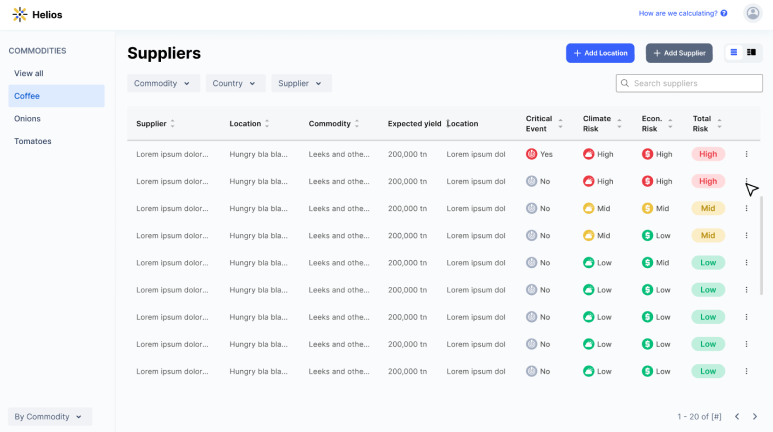 Helios
How are we calculating?
COMMODITIES
View all
Coffee
Onions
Tomatoes
By Commodity
Suppliers
+ Add Location
+ Add Supplier
Commodity Country Supplier
Search suppliers
Supplier Location Commodity Expected yield Location Critical Event Climate Risk Econ. Risk Total Risk
Lorem ipsum dolor... Hungry bla bla... Leeks and othe... 200,000 tn Lorem ipsum dol Yes High High High
Lorem ipsum dolor... Hungry bla bla... Leeks and othe... 200,000 tn Lorem ipsum dol No High High High
Lorem ipsum dolor... Hungry bla bla... Leeks and othe... 200,000 tn Lorem ipsum dol No Mid Mid Mid
Lorem ipsum dolor... Hungry bla bla... Leeks and othe... 200,000 tn Lorem ipsum dol No Mid Low Mid
Lorem ipsum dolor... Hungry bla bla... Leeks and othe... 200,000 tn Lorem ipsum dol No Low Mid Low
Lorem ipsum dolor... Hungry bla bla... Leeks and othe... 200,000 tn Lorem ipsum dol No Low Low Low
Lorem ipsum dolor... Hungry bla bla... Leeks and othe... 200,000 tn Lorem ipsum dol No Low Low Low
Lorem ipsum dolor... Hungry bla bla... Leeks and othe... 200,000 tn Lorem ipsum dol No Low Low Low
Lorem ipsum dolor... Hungry bla bla... Leeks and othe... 200,000 tn Lorem ipsum dol No Low Low Low
1 - 20 of [#]